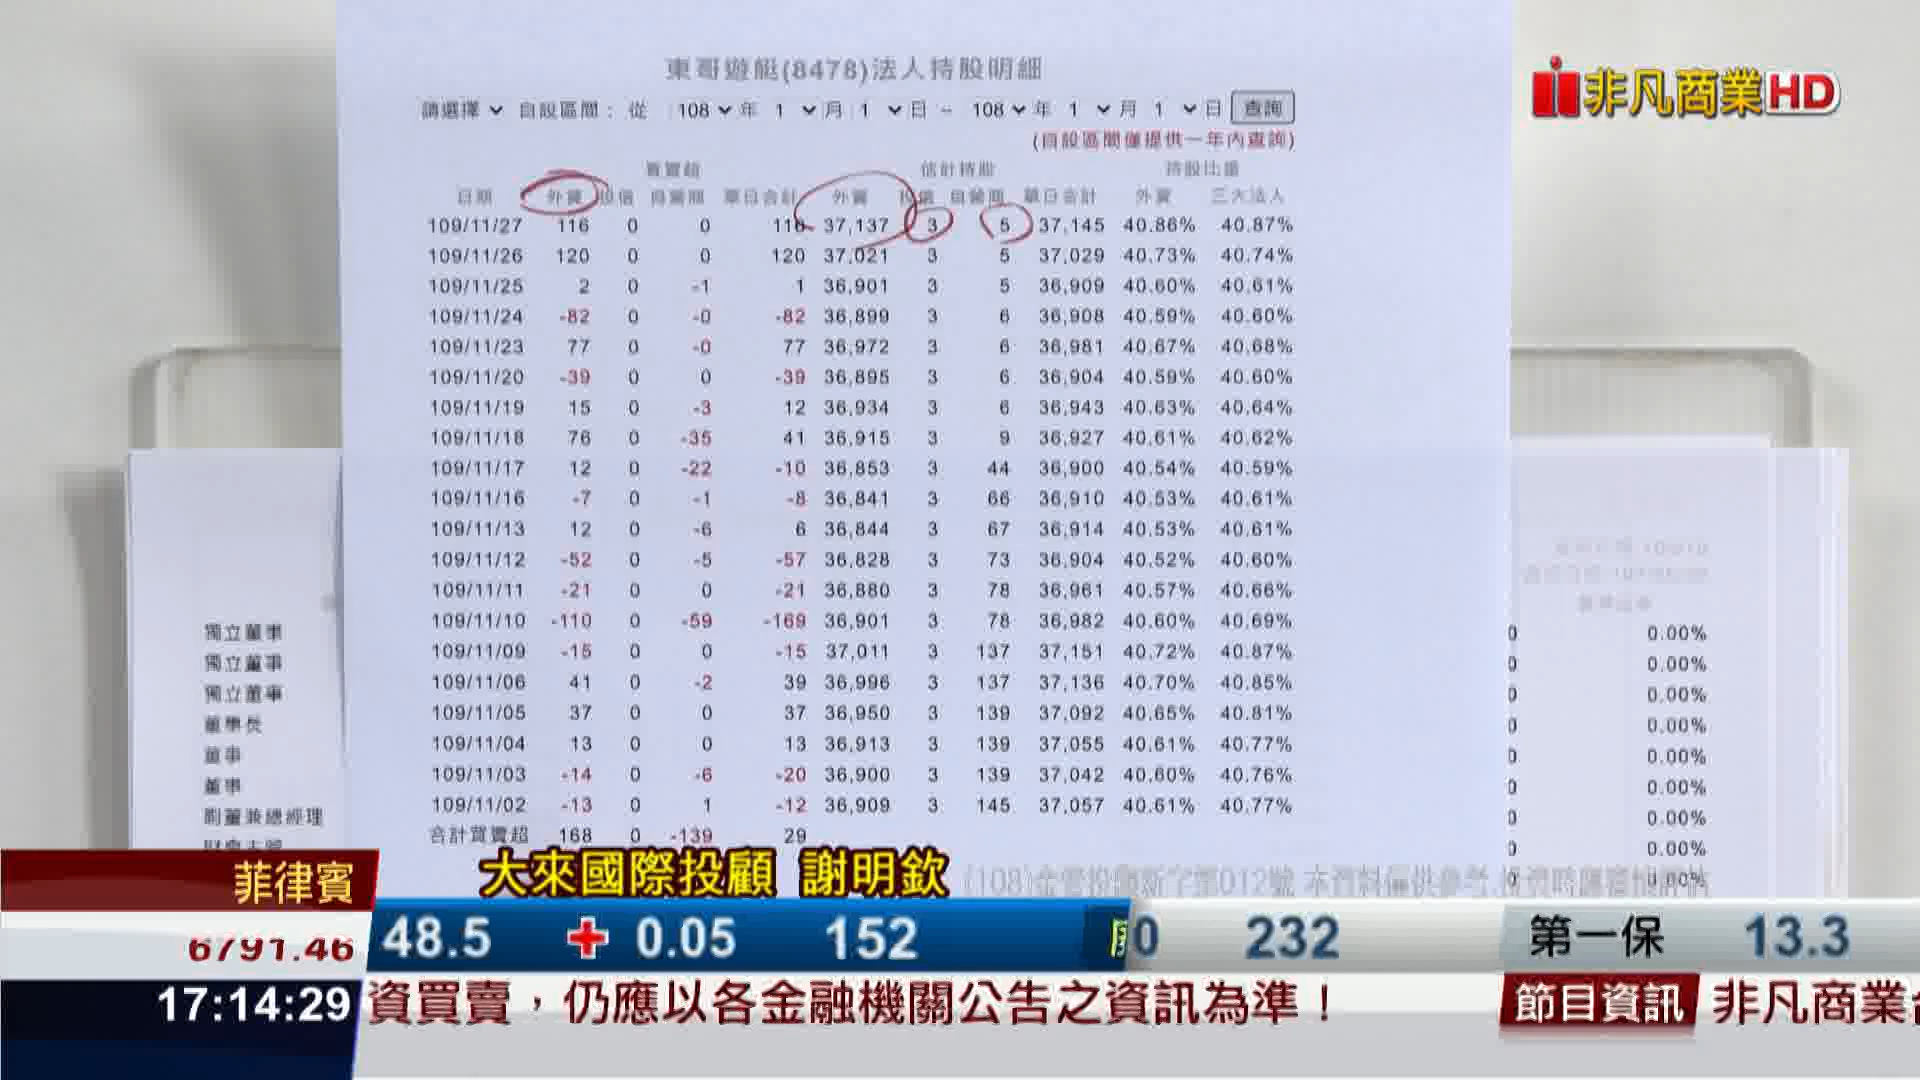 東哥遊艇(8478)法人持股明細
非凡商業HD
請選擇 自設區間：從 108 年 1 月 1 日 ~ 108 年 1 月 1 日 查詢
(自設區間僅提供一年內查詢)
買賣超 估計持股 持股比重
日期 外資 投信 自營商 單日合計 外資 投信 自營商 單日合計 外資 三大法人
109/11/27 116 0 0 116 37,137 3 5 37,145 40.86% 40.87%
109/11/26 120 0 0 120 37,021 3 5 37,029 40.73% 40.74%
109/11/25 2 0 -1 1 36,901 3 5 36,909 40.60% 40.61%
109/11/24 -82 0 -0 -82 36,899 3 6 36,908 40.59% 40.60%
109/11/23 77 0 -0 77 36,972 3 6 36,981 40.67% 40.68%
109/11/20 -39 0 0 -39 36,895 3 6 36,904 40.59% 40.60%
109/11/19 15 0 -3 12 36,934 3 6 36,943 40.63% 40.64%
109/11/18 76 0 -35 41 36,915 3 9 36,927 40.61% 40.62%
109/11/17 12 0 -22 -10 36,853 3 44 36,900 40.54% 40.59%
109/11/16 -7 0 -1 -8 36,841 3 66 36,910 40.53% 40.61%
109/11/13 12 0 -6 6 36,844 3 67 36,914 40.53% 40.61%
109/11/12 -52 0 -5 -57 36,828 3 73 36,904 40.52% 40.60%
109/11/11 -21 0 0 -21 36,880 3 78 36,961 40.57% 40.66%
109/11/10 -110 0 -59 -169 36,901 3 78 36,982 40.60% 40.69%
109/11/09 -15 0 0 -15 37,011 3 137 37,151 40.72% 40.87%
109/11/06 41 0 -2 39 36,996 3 137 37,136 40.70% 40.85%
109/11/05 37 0 0 37 36,950 3 139 37,092 40.65% 40.81%
109/11/04 13 0 0 13 36,913 3 139 37,055 40.61% 40.77%
109/11/03 -14 0 -6 -20 36,900 3 139 37,042 40.60% 40.76%
109/11/02 -13 0 1 -12 36,909 3 145 37,057 40.61% 40.77%
合計買賣超 168 0 -139 29
獨立董事 0 0.00%
獨立董事 0 0.00%
獨立董事 0 0.00%
董事長 0 0.00%
董事 0 0.00%
董事 0 0.00%
副董兼總經理 0 0.00%
0 0.00%
0 0.00%
大來國際投顧 謝明欽
菲律賓
6791.46
48.5 + 0.05 152 0 232 第一保 13.3
17:14:29
資買賣，仍應以各金融機關公告之資訊為準！
節目資訊 非凡商業